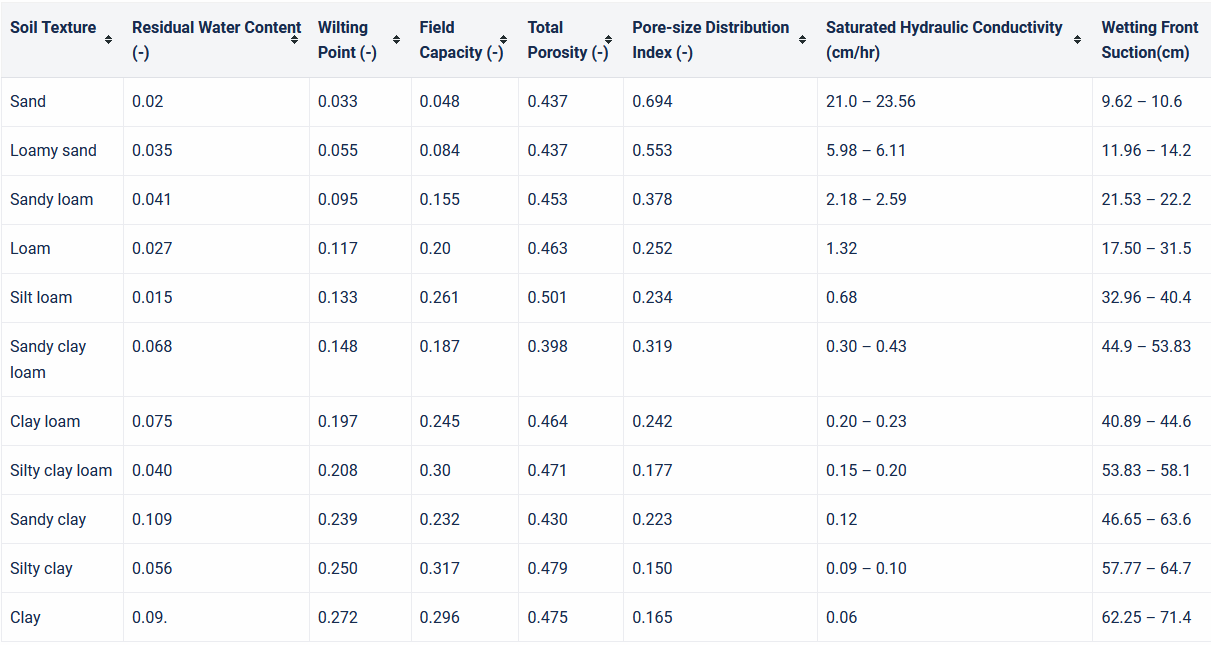 Soil Texture Residual Water Content (-) Wilting Point (-) Field Capacity (-) Total Porosity (-) Pore-size Distribution Index (-) Saturated Hydraulic Conductivity (cm/hr) Wetting Front Suction(cm)
Sand 0.02 0.033 0.048 0.437 0.694 21.0 – 23.56 9.62 – 10.6
Loamy sand 0.035 0.055 0.084 0.437 0.553 5.98 – 6.11 11.96 – 14.2
Sandy loam 0.041 0.095 0.155 0.453 0.378 2.18 – 2.59 21.53 – 22.2
Loam 0.027 0.117 0.20 0.463 0.252 1.32 17.50 – 31.5
Silt loam 0.015 0.133 0.261 0.501 0.234 0.68 32.96 – 40.4
Sandy clay loam 0.068 0.148 0.187 0.398 0.319 0.30 – 0.43 44.9 – 53.83
Clay loam 0.075 0.197 0.245 0.464 0.242 0.20 – 0.23 40.89 – 44.6
Silty clay loam 0.040 0.208 0.30 0.471 0.177 0.15 – 0.20 53.83 – 58.1
Sandy clay 0.109 0.239 0.232 0.430 0.223 0.12 46.65 – 63.6
Silty clay 0.056 0.250 0.317 0.479 0.150 0.09 – 0.10 57.77 – 64.7
Clay 0.09. 0.272 0.296 0.475 0.165 0.06 62.25 – 71.4